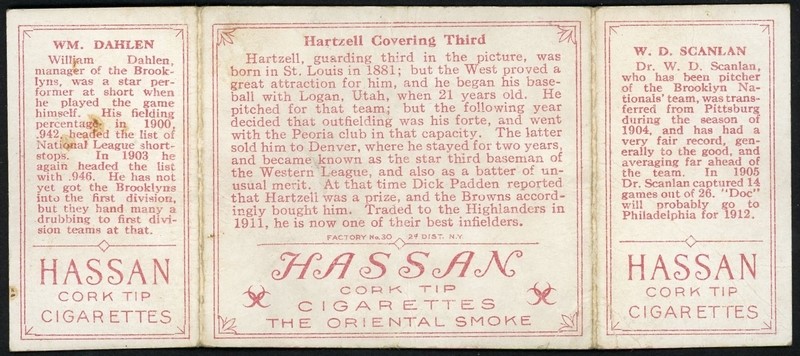 WM. DAHLEN
William Dahlen,
manager of the Brook-
lyns, was a star per-
former at short when
he played the game
himself. His fielding
percentage in 1900,
.942, headed the list of
National League short-
stops. In 1903 he
again headed the list
with .946. He has not
yet got the Brooklyns
into the first division,
but they hand many a
drubbing to first divi-
sion teams at that.
HASSAN
CORK TIP
CIGARETTES
Hartzell Covering Third
Hartzell, guarding third in the picture, was
born in St. Louis in 1881; but the West proved a
great attraction for him, and he began his base-
ball with Logan, Utah, when 21 years old. He
pitched for that team; but the following year
decided that outfielding was his forte, and went
with the Peoria club in that capacity. The latter
sold him to Denver, where he stayed for two years,
and became known as the star third baseman of
the Western League, and also as a batter of un-
usual merit. At that time Dick Padden reported
that Hartzell was a prize, and the Browns accord-
ingly bought him. Traded to the Highlanders in
1911, he is now one of their best infielders.
FACTORY No. 30 2d DIST. N.Y.
HASSAN
CORK TIP
CIGARETTES
THE ORIENTAL SMOKE
W. D. SCANLAN
Dr. W. D. Scanlan,
who has been pitcher
of the Brooklyn Na-
tionals' team, was trans-
ferred from Pittsburg
during the season of
1904, and has had a
very fair record, gen-
erally to the good, and
averaging far ahead of
the team. In 1905
Dr. Scanlan captured 14
games out of 26. "Doc"
will probably go to
Philadelphia for 1912.
HASSAN
CORK TIP
CIGARETTES